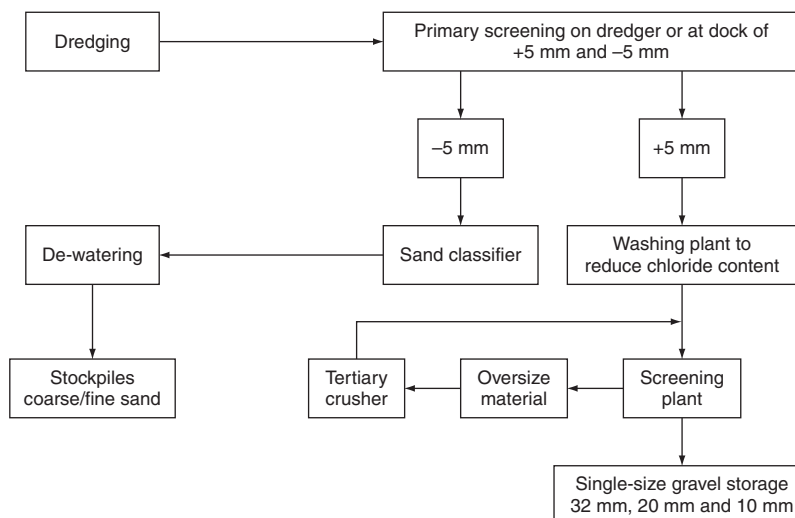 Dredging
Primary screening on dredger or at dock of
+5 mm and –5 mm
–5 mm
+5 mm
De-watering
Sand classifier
Washing plant to
reduce chloride content
Stockpiles
coarse/fine sand
Tertiary
crusher
Oversize
material
Screening
plant
Single-size gravel storage
32 mm, 20 mm and 10 mm